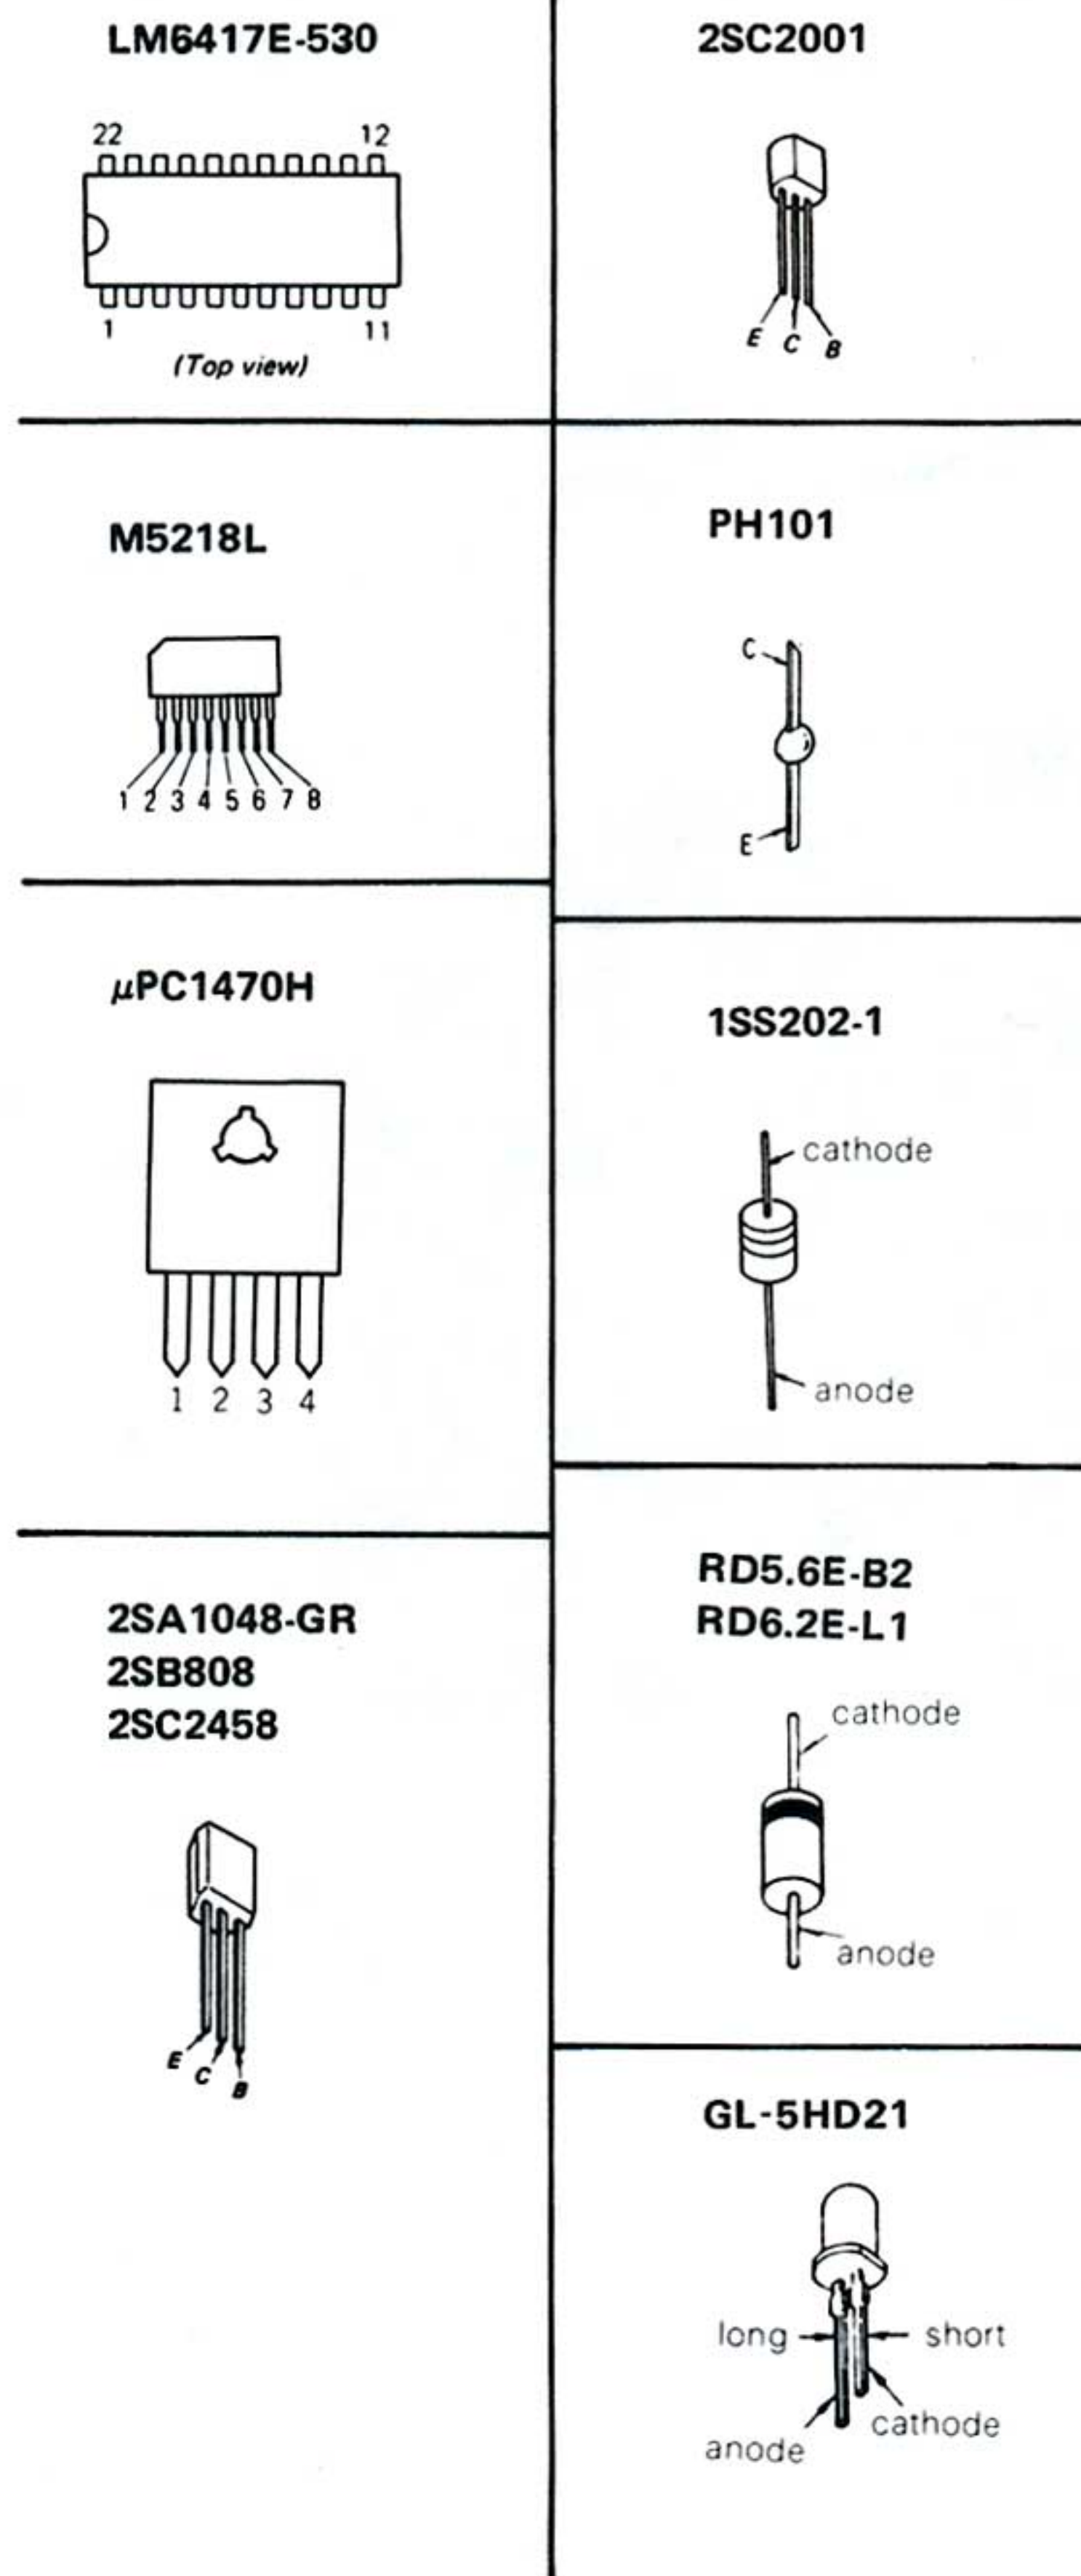 LM6417E-530
22 12
1 11
(Top view)
M5218L
1 2 3 4 5 6 7 8
μPC1470H
1 2 3 4
2SA1048-GR
2SB808
2SC2458
E C B
2SC2001
E C B
PH101
C
E
1SS202-1
cathode
anode
RD5.6E-B2
RD6.2E-L1
cathode
anode
GL-5HD21
long short
cathode
anode